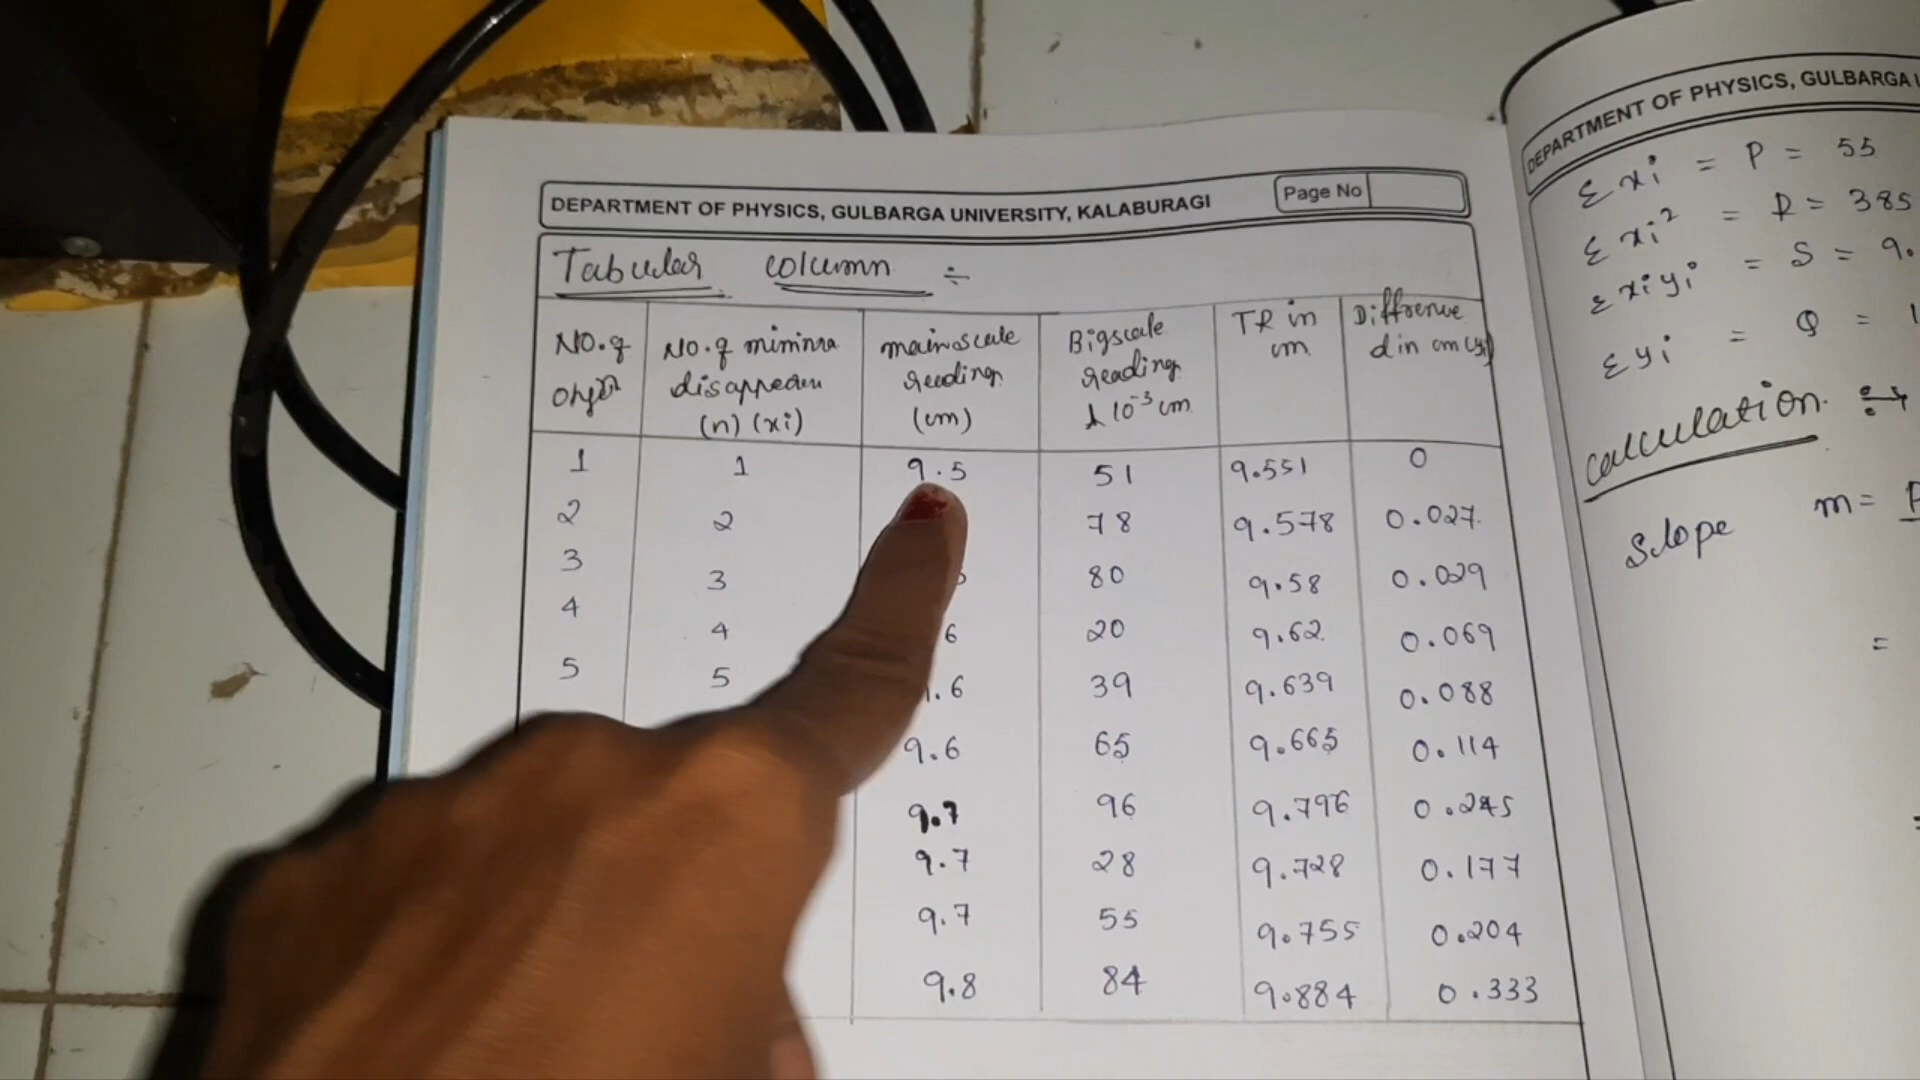 DEPARTMENT OF PHYSICS, GULBARGA UNIVERSITY, KALABURAGI
Page No
Tabular column
NO. of
No. of minima
disappear
(n) (xi)
mainscale
reading
(cm)
Bigscale
reading
10⁻³ cm
TR in
cm
Diffrence
d in cm (yi)
1 1 9.5 51 9.551 0
2 2 78 9.578 0.027
3 3 80 9.58 0.029
4 4 6 20 9.62 0.069
5 5 .6 39 9.639 0.088
9.6 65 9.665 0.114
9.7 96 9.796 0.245
9.7 28 9.728 0.177
9.7 55 9.755 0.204
9.8 84 9.884 0.333
DEPARTMENT OF PHYSICS, GULBARGA
Σxi = P = 55
Σxi² = R = 385
Σxiyi = S = 9.
Σyi = Q = 1
calculation
Slope m =
=